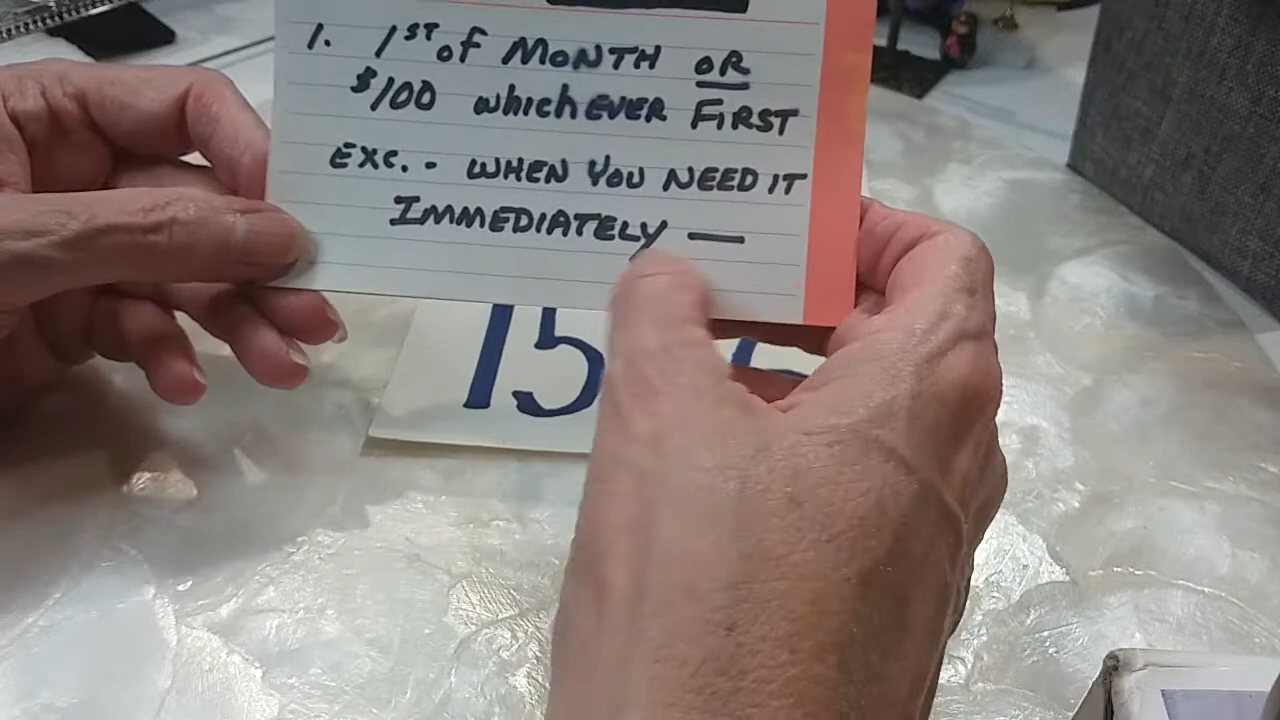 1. 1ST of MONTH OR
$100 whichEVER FIRST
EXC. - WHEN YOU NEED IT
IMMEDIATELY —
15